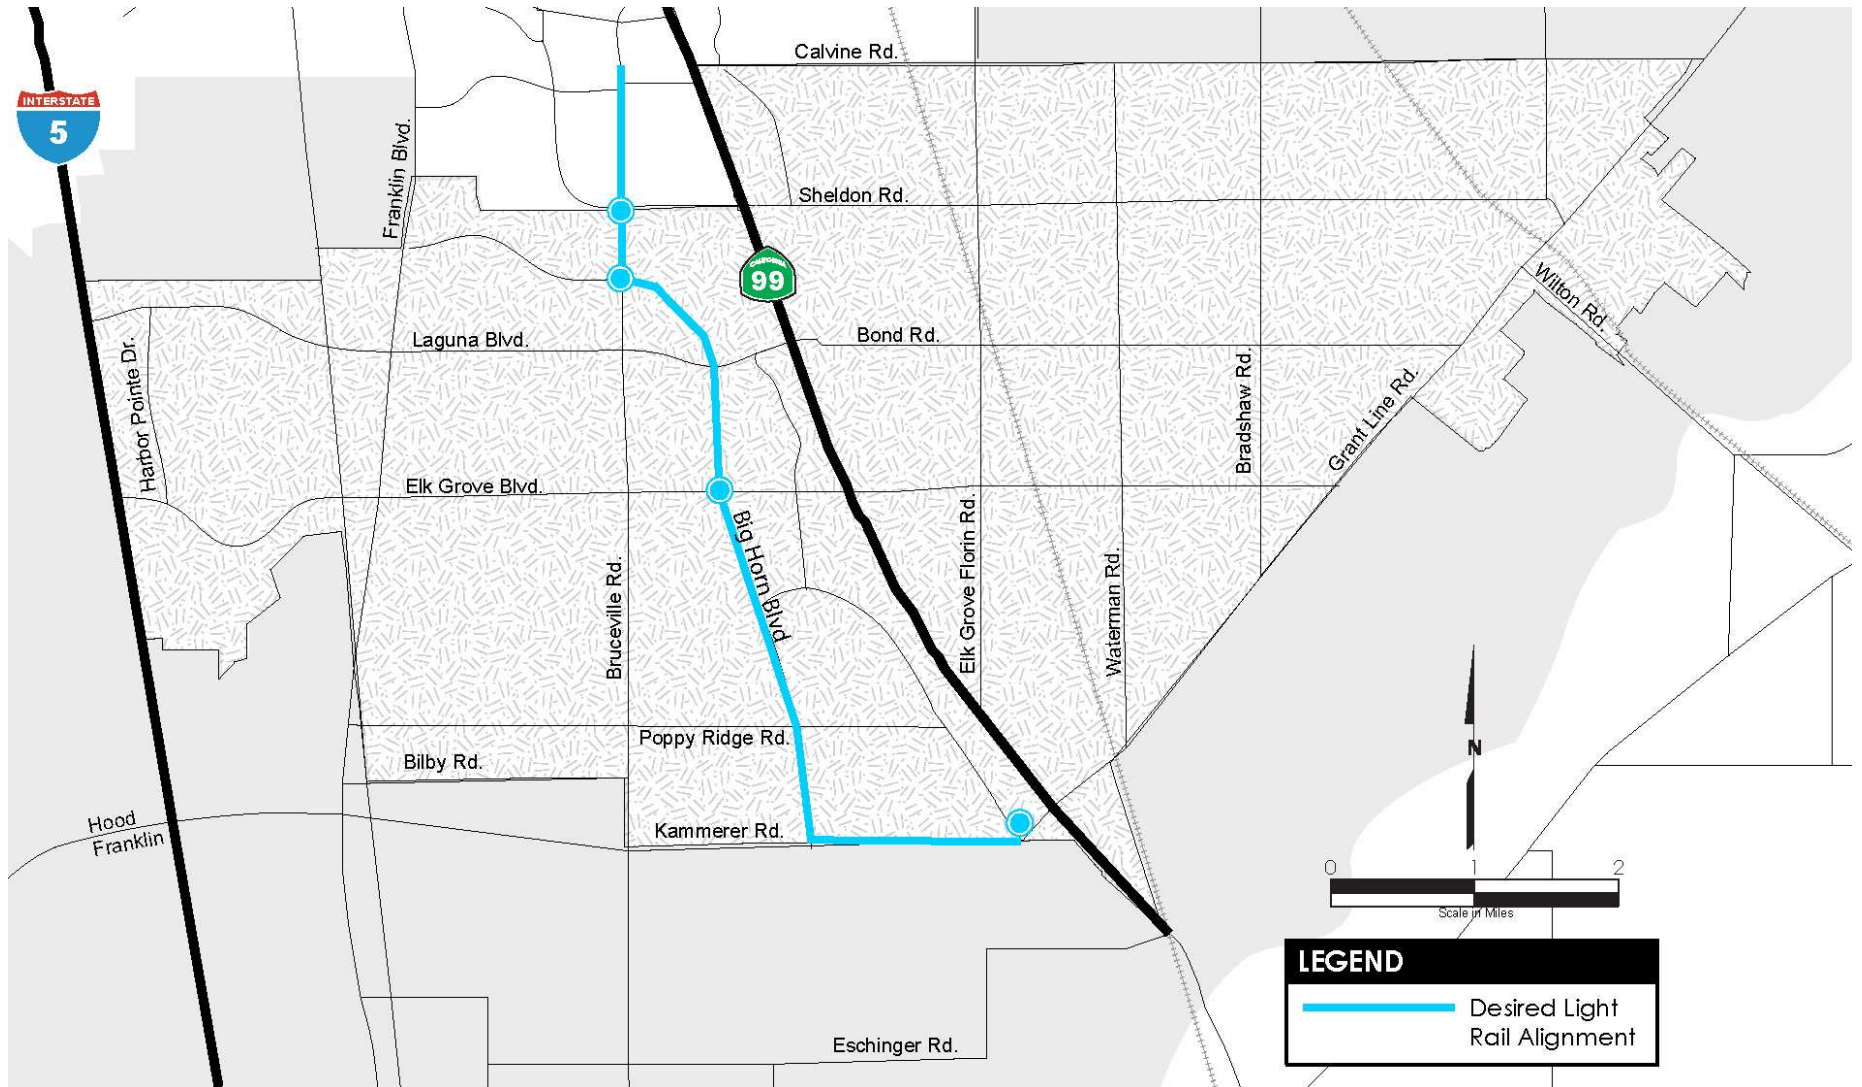 Calvine Rd.
INTERSTATE
5
Franklin Blvd.
Sheldon Rd.
CALIFORNIA
99
Wilton Rd.
Laguna Blvd.
Bond Rd.
Harbor Pointe Dr.
Bradshaw Rd.
Grant Line Rd.
Elk Grove Blvd.
Big Horn Blvd
Elk Grove Florin Rd.
Bruceville Rd.
Waterman Rd.
Poppy Ridge Rd.
N
Bilby Rd.
Hood
Franklin
Kammerer Rd.
0 1 2
Scale in Miles
LEGEND
Desired Light
Rail Alignment
Eschinger Rd.